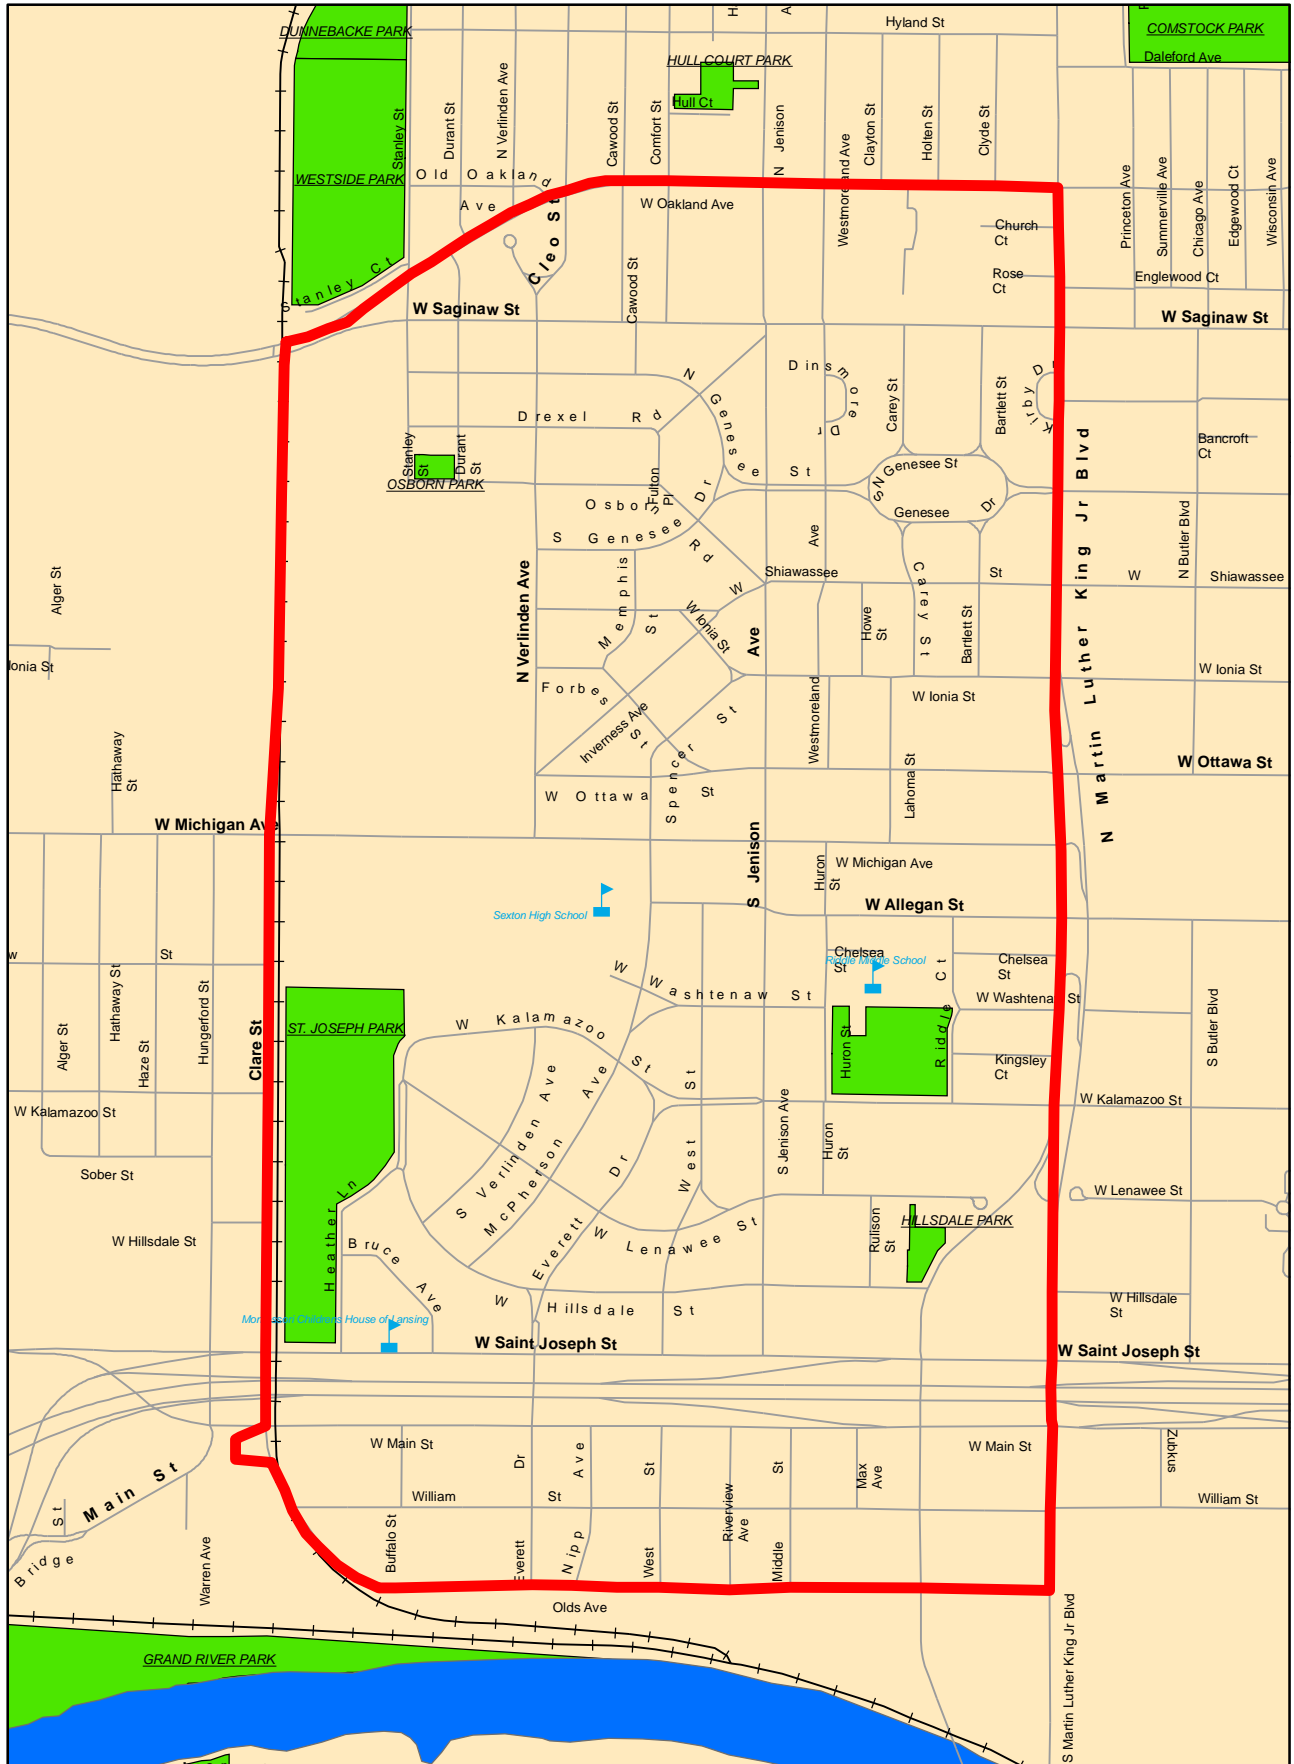 Hyland St
DUNNEBACKE PARK
COMSTOCK PARK
Daleford Ave
HULL COURT PARK
Hull Ct
Stanley St
Durant St
N Verlinden Ave
Cawood St
Comfort St
N Jenison
Westmoreland Ave
Clayton St
Holten St
Clyde St
WESTSIDE PARK
Old Oakland
Ave
W Oakland Ave
Cleo St
Church
Ct
Rose
Ct
Princeton Ave
Summerville Ave
Chicago Ave
Edgewood Ct
Wisconsin Ave
Englewood Ct
Stanley Ct
W Saginaw St
Cawood St
W Saginaw St
N Genesee
Dinsmore
Dr
Carey St
Bartlett St
Kirby Dr
Drexel Rd
Bancroft
Ct
Stanley
St
Durant
St
OSBORN PARK
Fulton
Pl
St
N Genesee St
S
Genesee
Dr
Osborn
Rd
S Genesee Dr
N Butler Blvd
N Verlinden Ave
Ave
Shiawassee
W
St
W
Shiawassee
Alger St
Memphis
St
W Ionia St
Ave
Howe
St
Carey St
Bartlett St
Ionia St
W Ionia St
W Ionia St
Forbes
St
Inverness Ave
Spencer
St
Westmoreland
Lahoma St
N Martin Luther King Jr Blvd
Hathaway
St
W Ottawa St
W Ottawa
St
W Michigan Ave
S Jenison
Huron
St
W Michigan Ave
Sexton High School
W Allegan St
w
St
Chelsea
St
Riddle Middle School
Chelsea
St
W
Washtenaw St
W Washtenaw St
Alger St
Hathaway St
Haze St
Hungerford St
Clare St
ST. JOSEPH PARK
W Kalamazoo
St
Huron St
Riddle Ct
Kingsley
Ct
S Butler Blvd
W Kalamazoo St
W Kalamazoo St
S Verlinden Ave
McPherson Ave
West St
S Jenison Ave
Huron
St
Sober St
Everett Dr
W Lenawee St
W Lenawee St
Heather Ln
Bruce
Ave
Rulison
St
HILLSDALE PARK
W Hillsdale St
W
Hillsdale St
W Hillsdale
St
Montessori Childrens House of Lansing
W Saint Joseph St
W Saint Joseph St
W Main St
W Main St
Main St
Dr
Ave
St
St
Max
Ave
Zubkus
William
St
William St
St
Bridge
Warren Ave
Buffalo St
Everett
Nipp
West
Riverview
Ave
Middle
Olds Ave
GRAND RIVER PARK
S Martin Luther King Jr Blvd